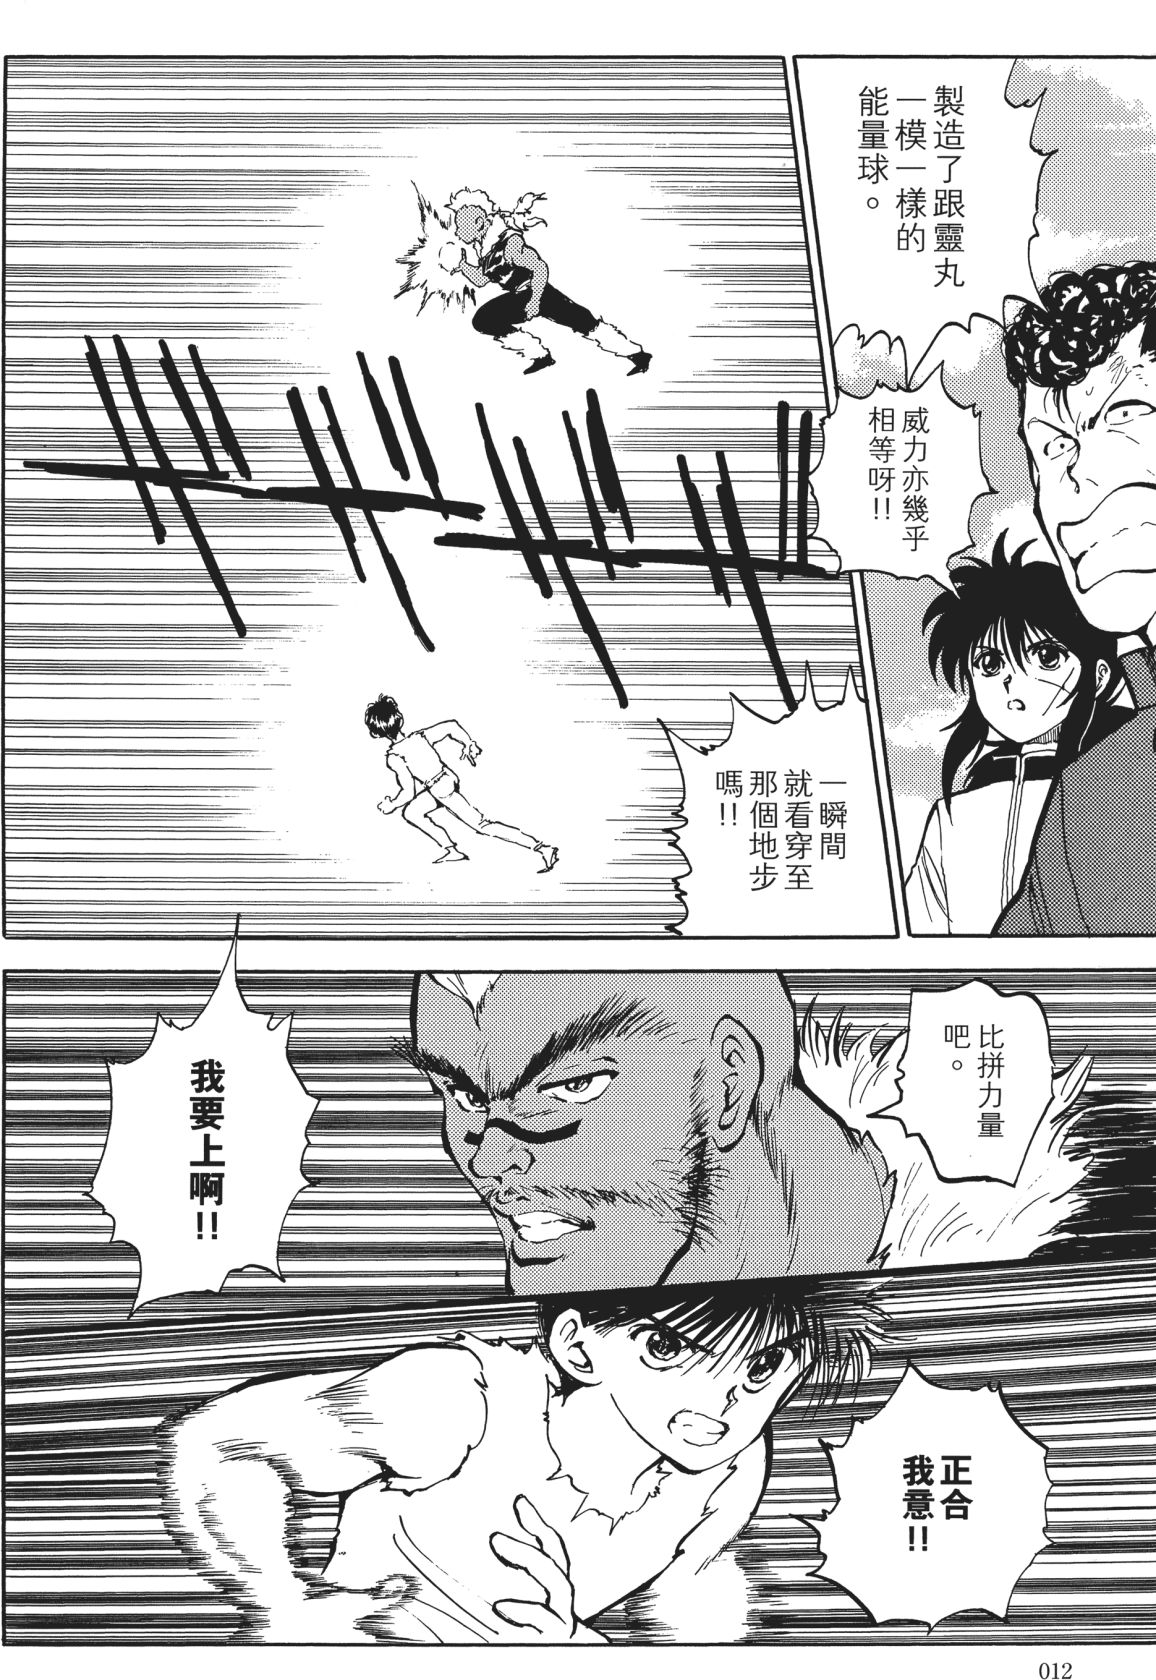 製造了跟靈丸
一模一樣的
能量球。
威力亦幾乎
相等呀!!
一瞬間
就看穿至
那個地步
嗎!!
比拼力量
吧。
我要上啊!!
正合
我意!!
012